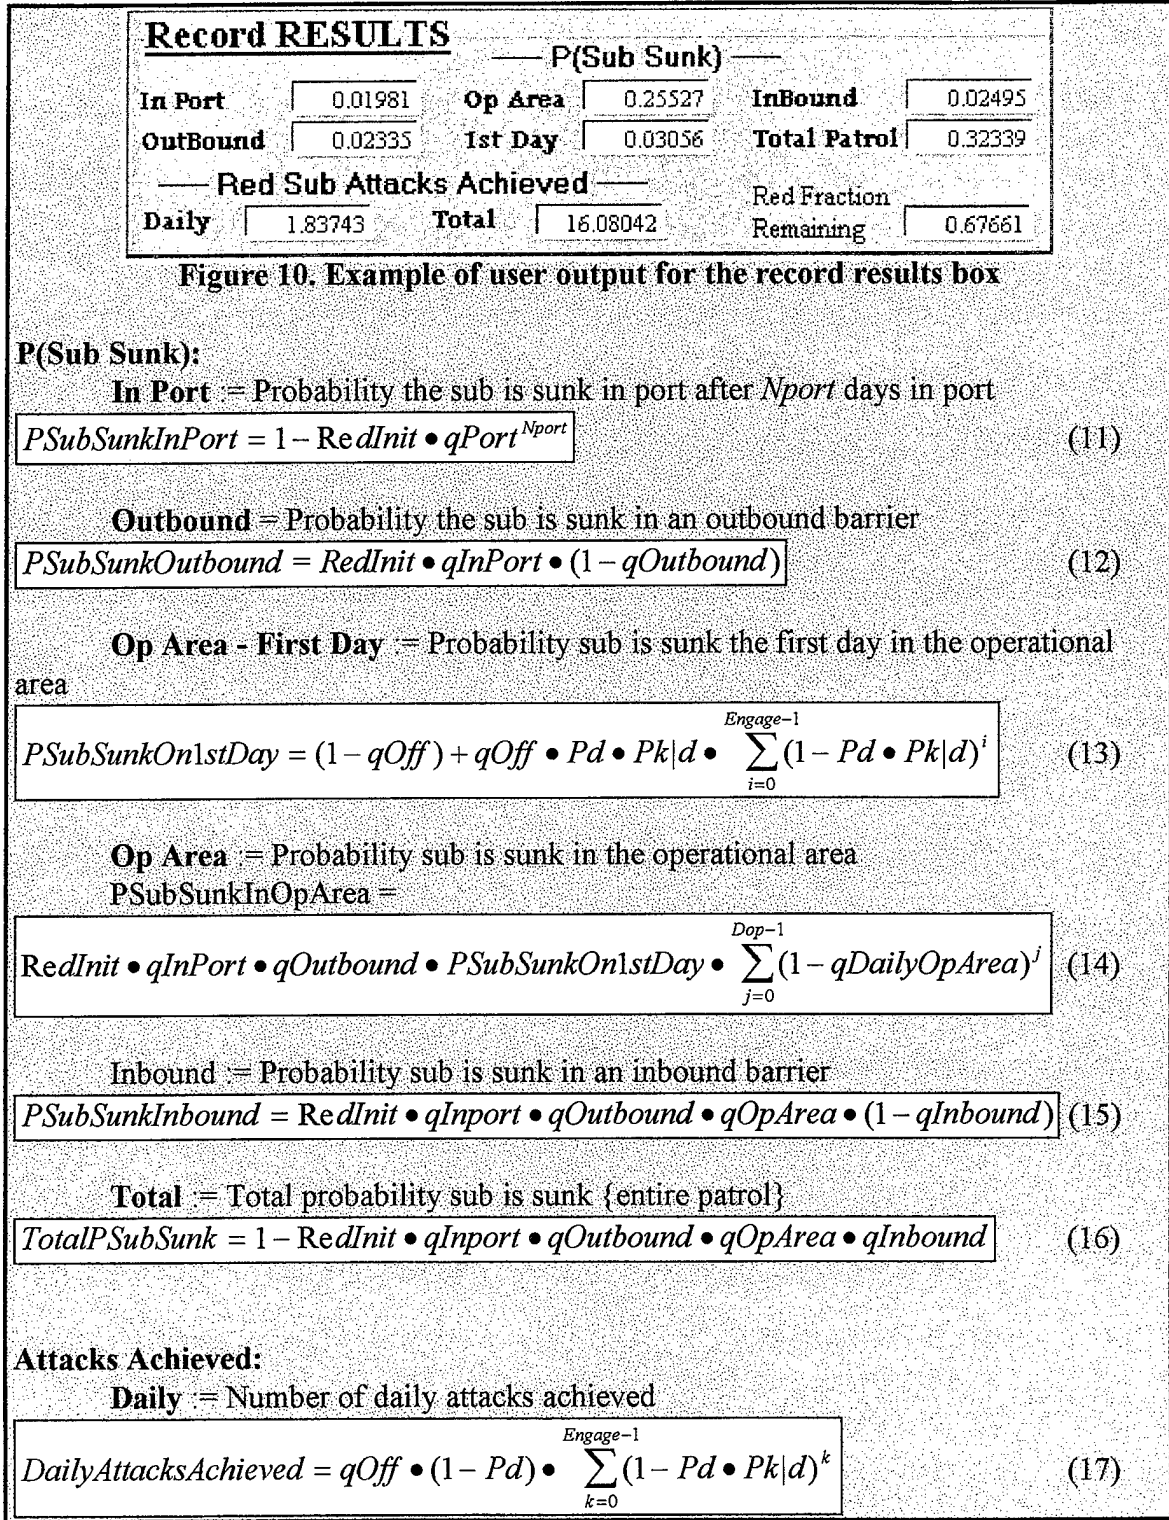 Record RESULTS
P(Sub Sunk)
In Port 0.01981 Op Area 0.25527 InBound 0.02495
OutBound 0.02335 1st Day 0.03056 Total Patrol 0.32339
Red Sub Attacks Achieved
Daily 1.83743 Total 16.08042 Red Fraction Remaining 0.67661
Figure 10. Example of user output for the record results box
P(Sub Sunk):
In Port := Probability the sub is sunk in port after Nport days in port
PSubSunkInPort = 1 − RedInit • qPort^Nport (11)
Outbound = Probability the sub is sunk in an outbound barrier
PSubSunkOutbound = RedInit • qInPort • (1 − qOutbound) (12)
Op Area - First Day := Probability sub is sunk the first day in the operational
area
PSubSunkOn1stDay = (1 − qOff) + qOff • Pd • Pk|d • ∑_{i=0}^{Engage−1} (1 − Pd • Pk|d)^i (13)
Op Area := Probability sub is sunk in the operational area
PSubSunkInOpArea =
RedInit • qInPort • qOutbound • PSubSunkOn1stDay • ∑_{j=0}^{Dop−1} (1 − qDailyOpArea)^j (14)
Inbound := Probability sub is sunk in an inbound barrier
PSubSunkInbound = RedInit • qInport • qOutbound • qOpArea • (1 − qInbound) (15)
Total := Total probability sub is sunk {entire patrol}
TotalPSubSunk = 1 − RedInit • qInport • qOutbound • qOpArea • qInbound (16)
Attacks Achieved:
Daily := Number of daily attacks achieved
DailyAttacksAchieved = qOff • (1 − Pd) • ∑_{k=0}^{Engage−1} (1 − Pd • Pk|d)^k (17)